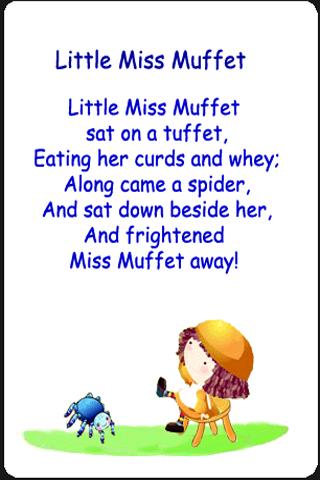 Little Miss Muffet
Little Miss Muffet
sat on a tuffet,
Eating her curds and whey;
Along came a spider,
And sat down beside her,
And frightened
Miss Muffet away!